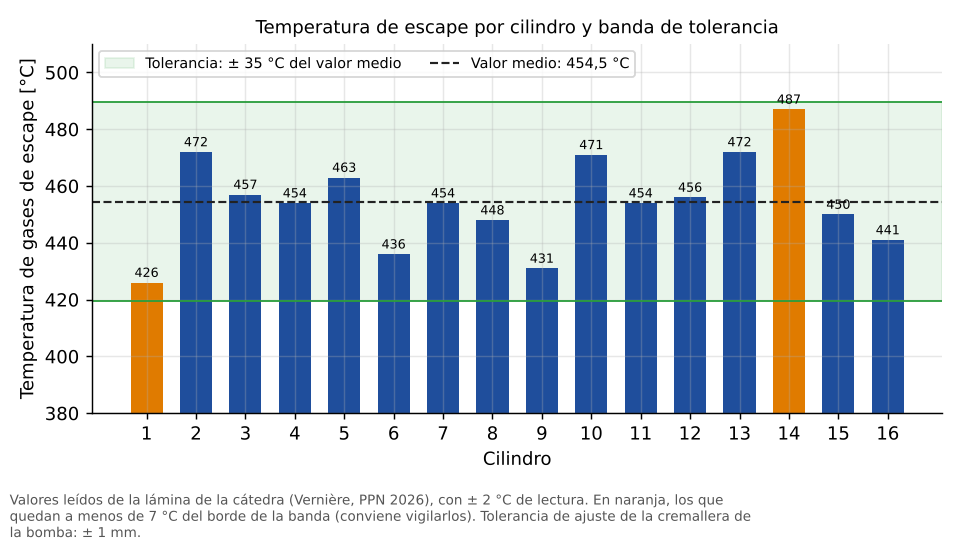 Temperatura de escape por cilindro y banda de tolerancia
Tolerancia: ± 35 °C del valor medio
Valor medio: 454,5 °C
Temperatura de gases de escape [°C]
500
480
460
440
420
400
380
426
472
457
454
463
436
454
448
431
471
454
456
472
487
450
441
1 2 3 4 5 6 7 8 9 10 11 12 13 14 15 16
Cilindro
Valores leídos de la lámina de la cátedra (Vernière, PPN 2026), con ± 2 °C de lectura. En naranja, los que
quedan a menos de 7 °C del borde de la banda (conviene vigilarlos). Tolerancia de ajuste de la cremallera de
la bomba: ± 1 mm.